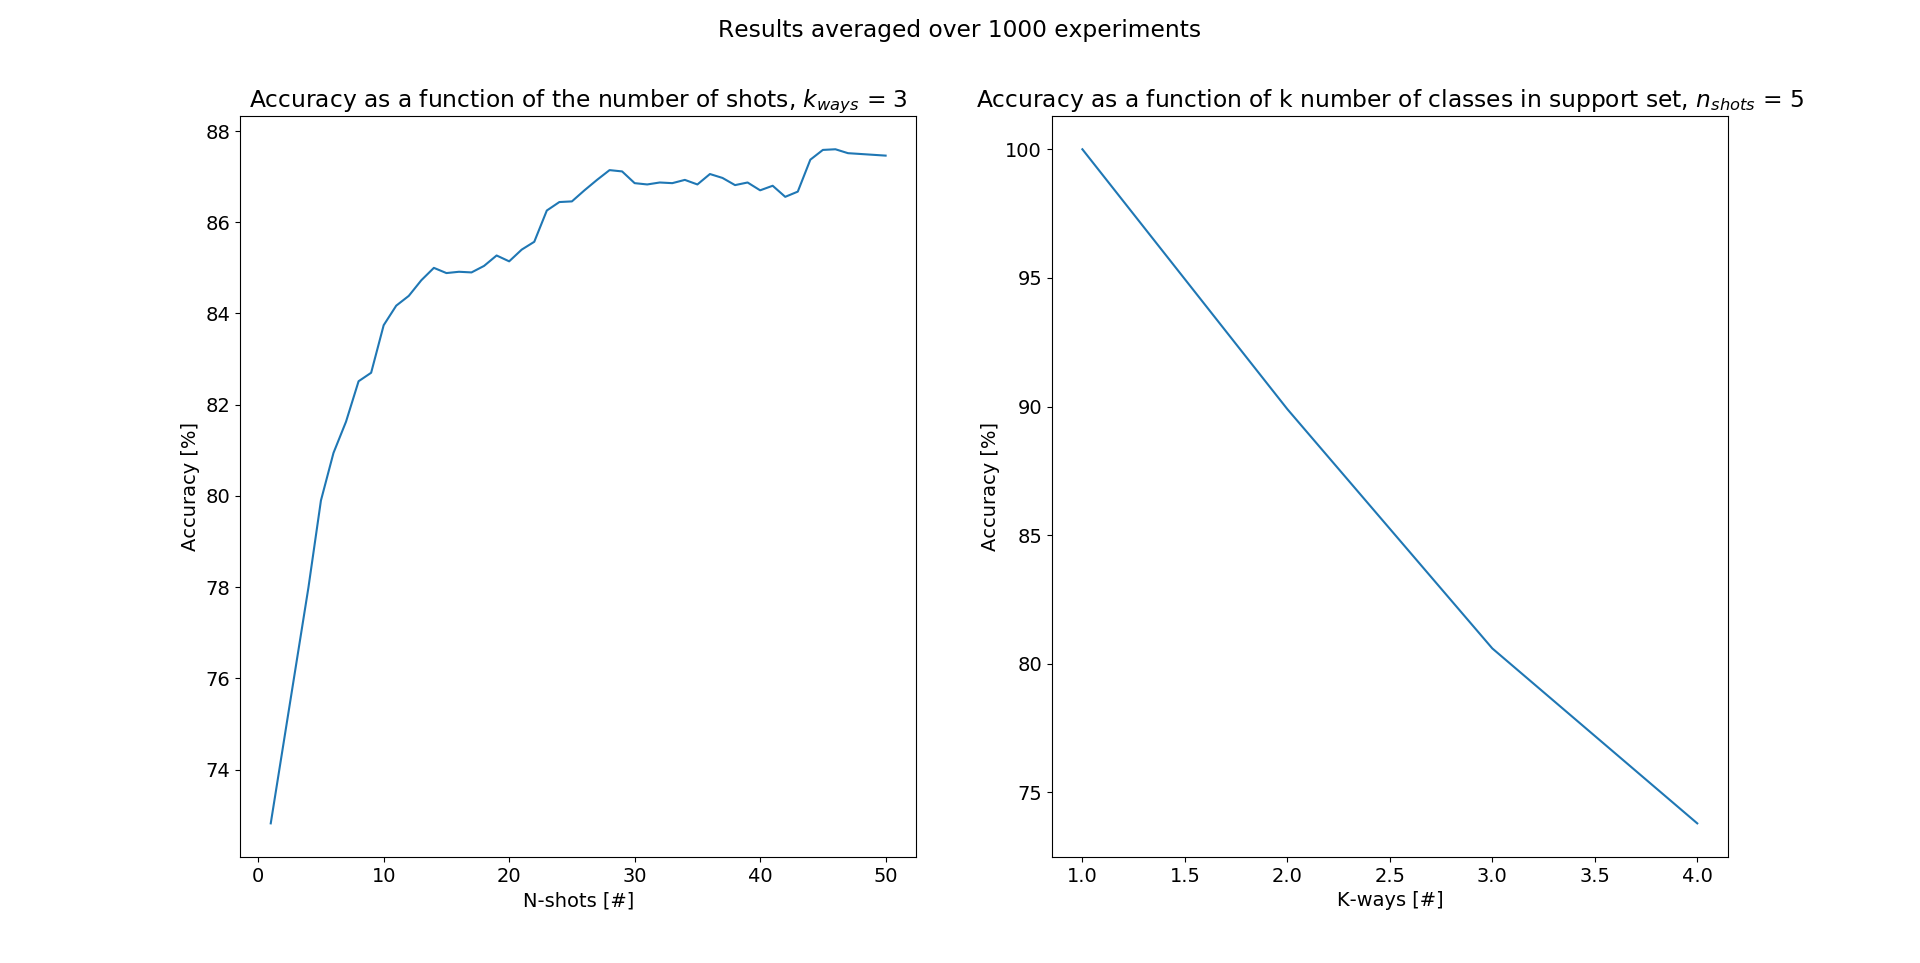 Results averaged over 1000 experiments
Accuracy as a function of the number of shots, k_ways = 3
88
86
84
82
80
78
76
74
Accuracy [%]
0 10 20 30 40 50
N-shots [#]
Accuracy as a function of k number of classes in support set, n_shots = 5
100
95
90
85
80
75
Accuracy [%]
1.0 1.5 2.0 2.5 3.0 3.5 4.0
K-ways [#]